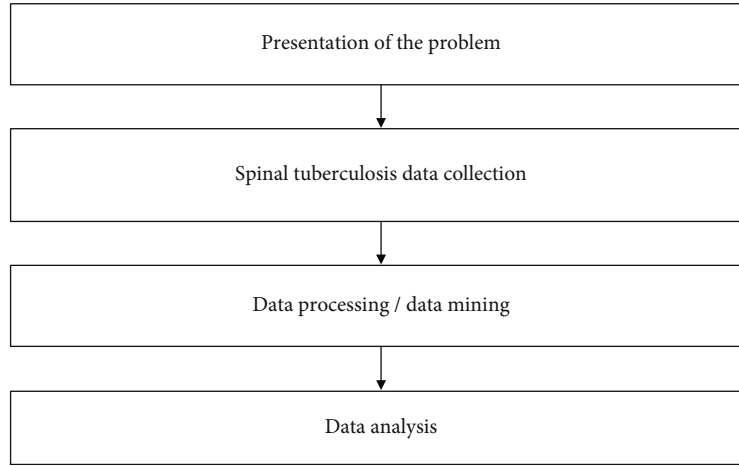 Presentation of the problem
Spinal tuberculosis data collection
Data processing / data mining
Data analysis